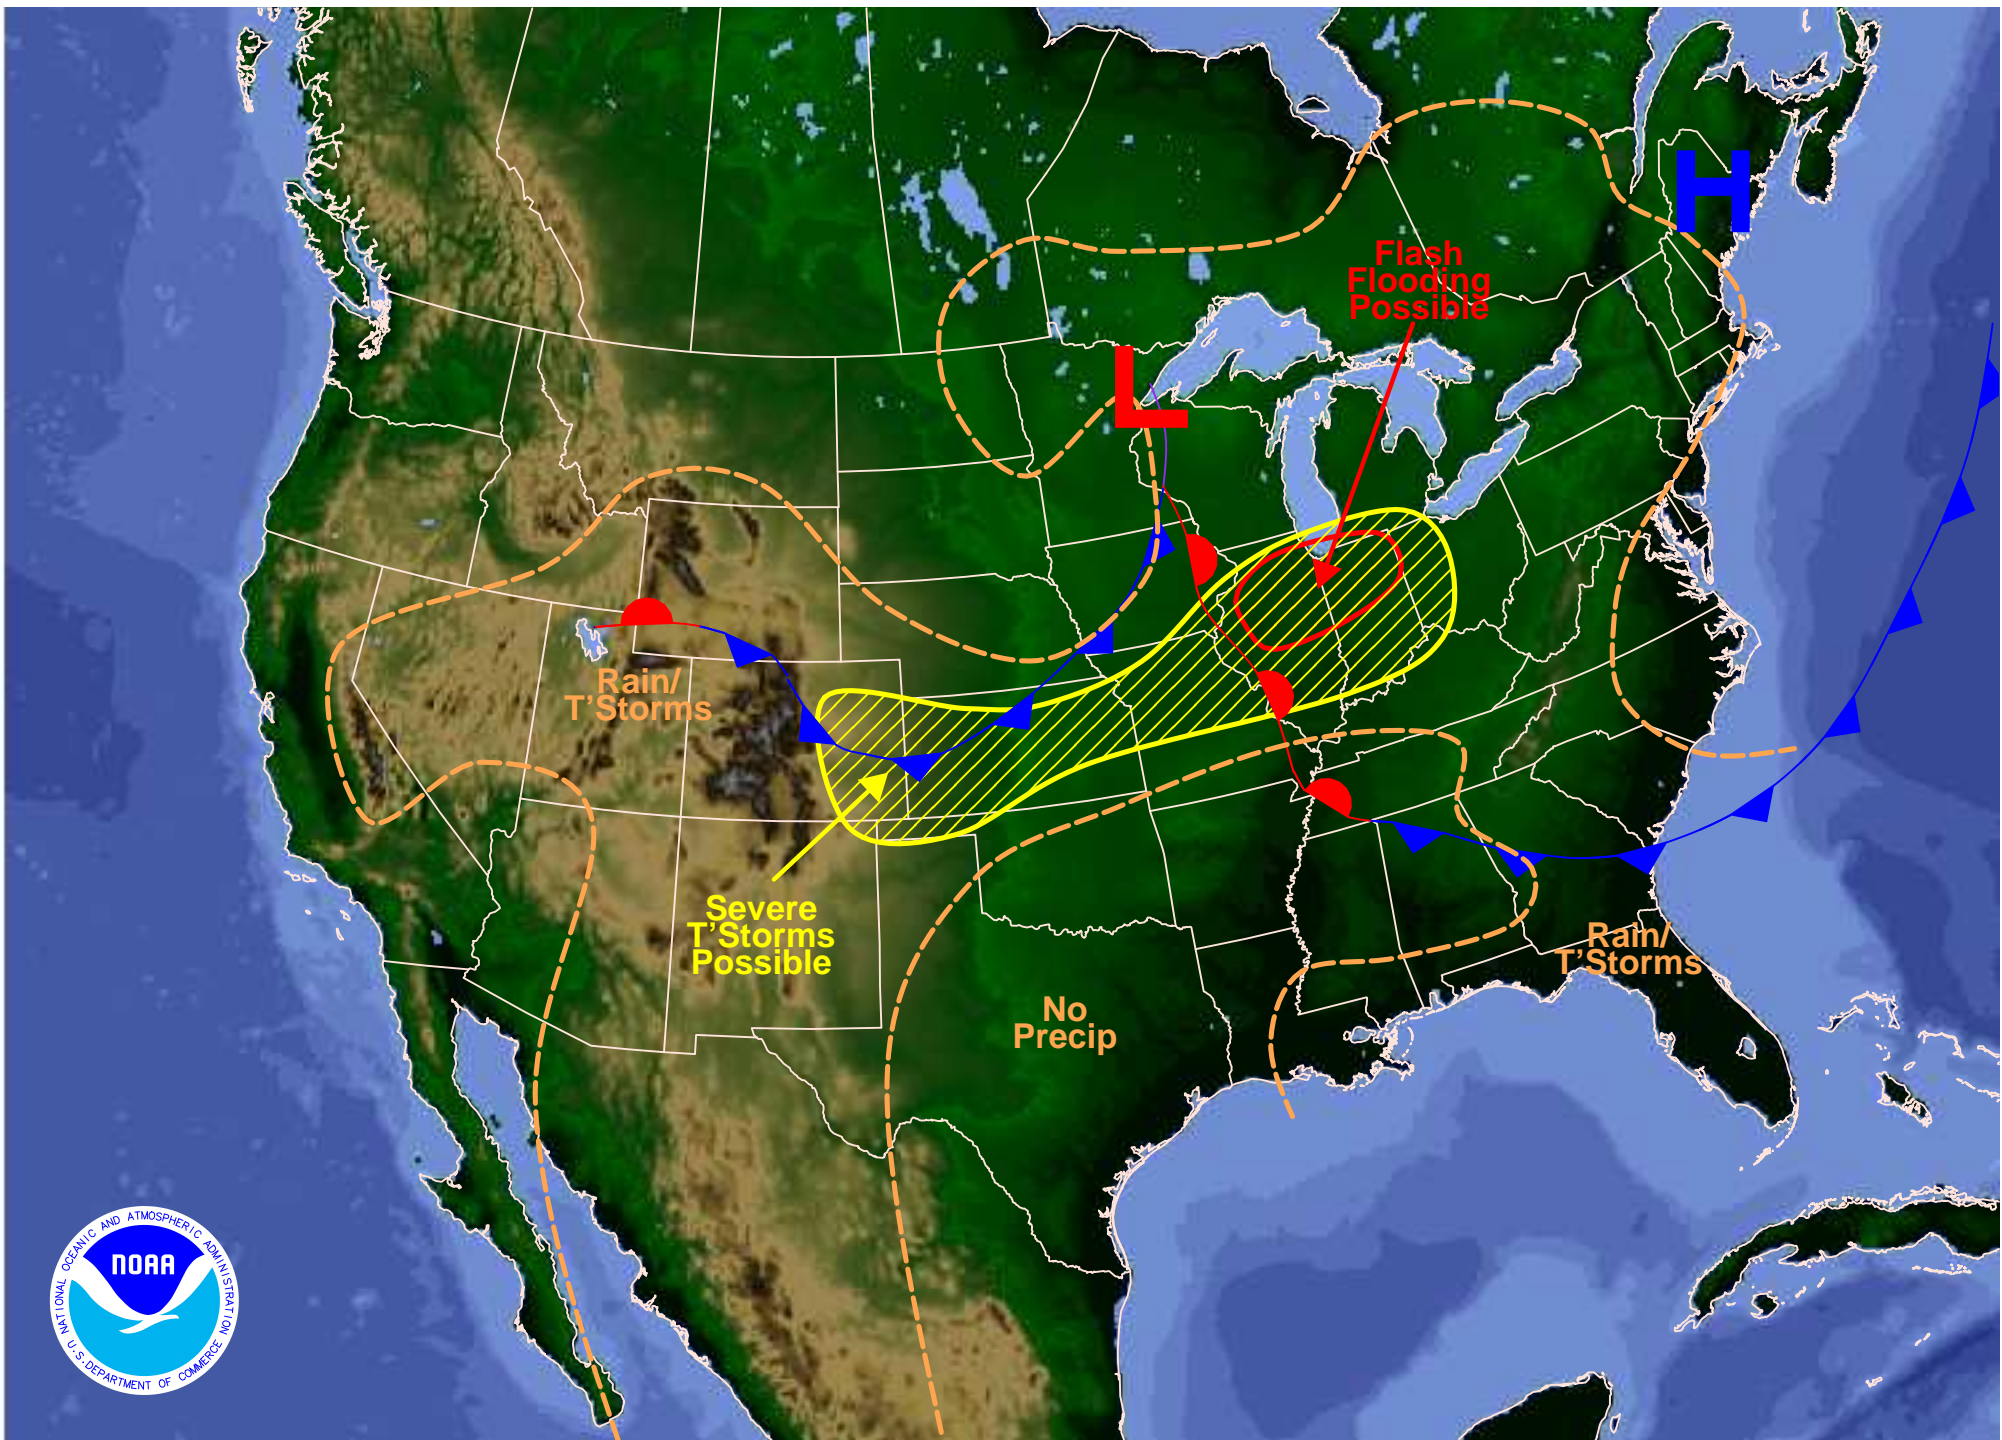 H
Flash
Flooding
Possible
L
Rain/
T'Storms
Severe
T'Storms
Possible
Rain/
T'Storms
No
Precip
NATIONAL OCEANIC AND ATMOSPHERIC ADMINISTRATION
NOAA
U.S. DEPARTMENT OF COMMERCE